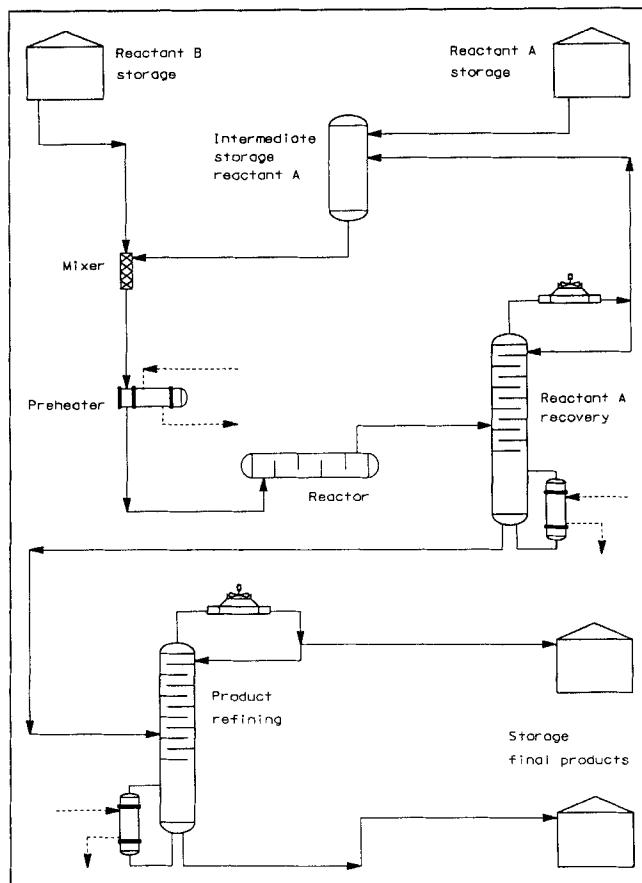 Reactant B
storage
Reactant A
storage
Intermediate
storage
reactant A
Mixer
Preheater
Reactant A
recovery
Reactor
Product
refining
Storage
final products